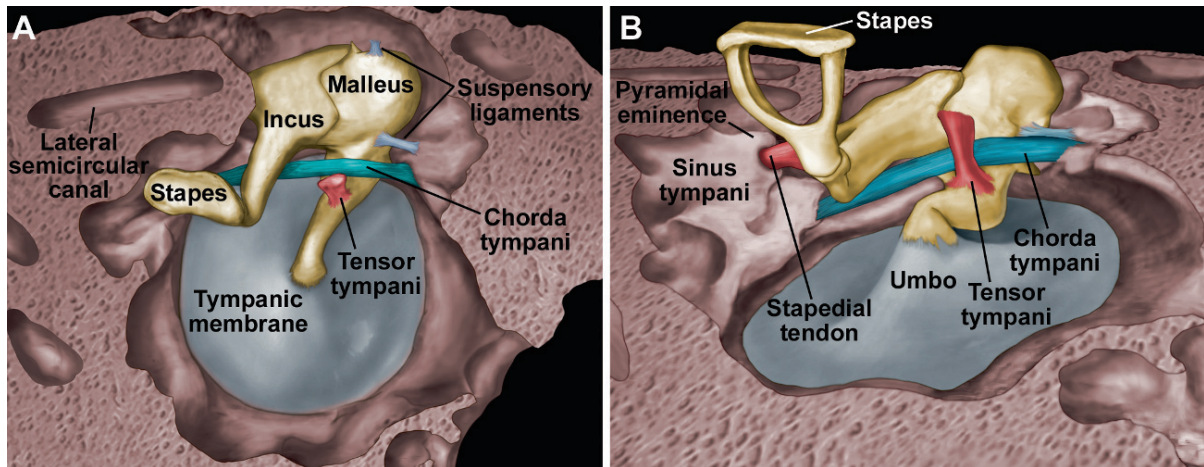 A
Malleus
Suspensory
ligaments
Incus
Lateral
semicircular
canal
Stapes
Chorda
tympani
Tensor
tympani
Tympanic
membrane
B
Stapes
Pyramidal
eminence
Sinus
tympani
Chorda
tympani
Umbo
Tensor
tympani
Stapedial
tendon